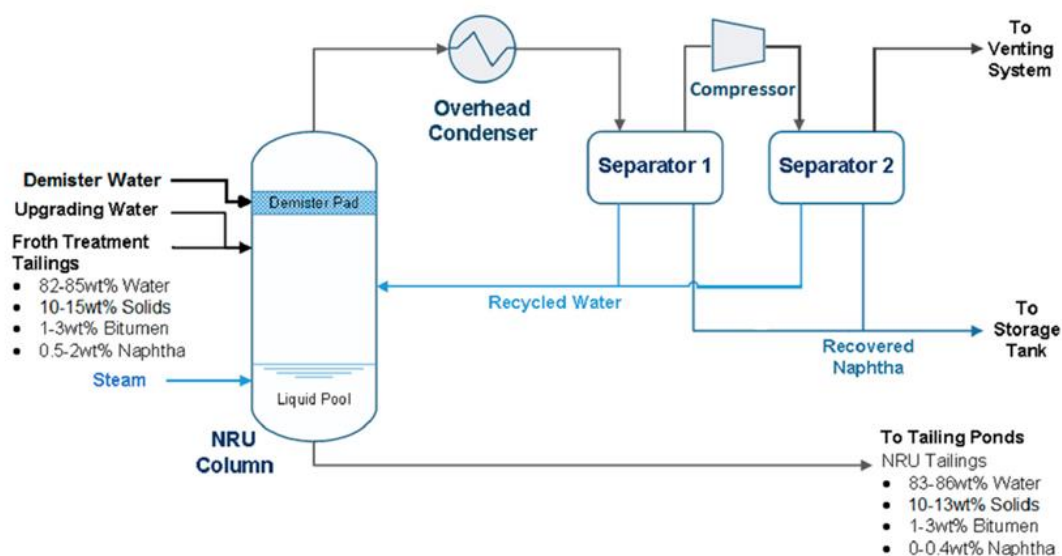 To
Venting
System
Compressor
Overhead
Condenser
Separator 1
Separator 2
Demister Water
Demister Pad
Upgrading Water
Froth Treatment
Tailings
• 82-85wt% Water
• 10-15wt% Solids
• 1-3wt% Bitumen
• 0.5-2wt% Naphtha
Recycled Water
To
Storage
Tank
Recovered
Naphtha
Steam
Liquid Pool
NRU
Column
To Tailing Ponds
NRU Tailings
• 83-86wt% Water
• 10-13wt% Solids
• 1-3wt% Bitumen
• 0-0.4wt% Naphtha